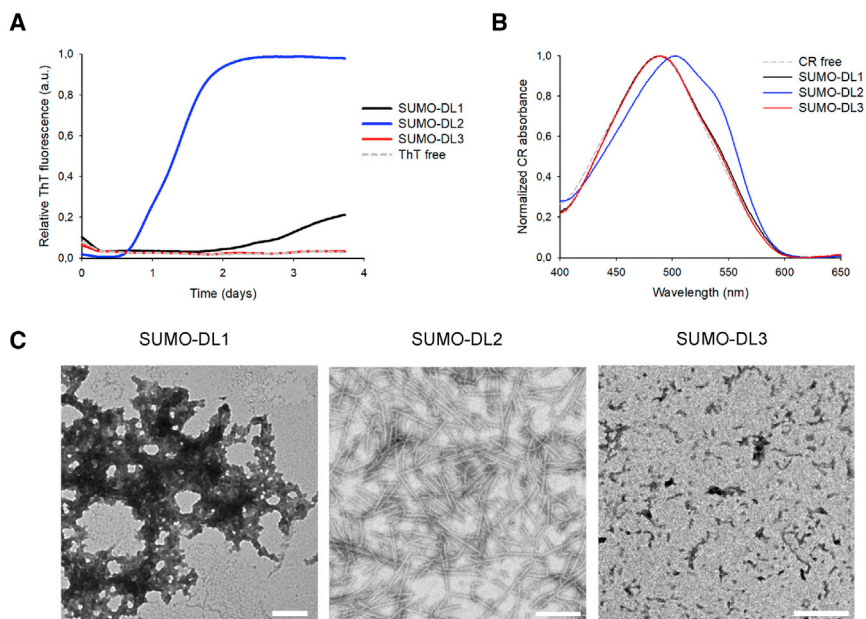 A
Relative ThT fluorescence (a.u.)
1,0
0,8
0,6
0,4
0,2
0,0
0
1
2
3
4
Time (days)
SUMO-DL1
SUMO-DL2
SUMO-DL3
ThT free
B
Normalized CR absorbance
1,0
0,8
0,6
0,4
0,2
0,0
400
450
500
550
600
650
Wavelength (nm)
CR free
SUMO-DL1
SUMO-DL2
SUMO-DL3
C
SUMO-DL1
SUMO-DL2
SUMO-DL3